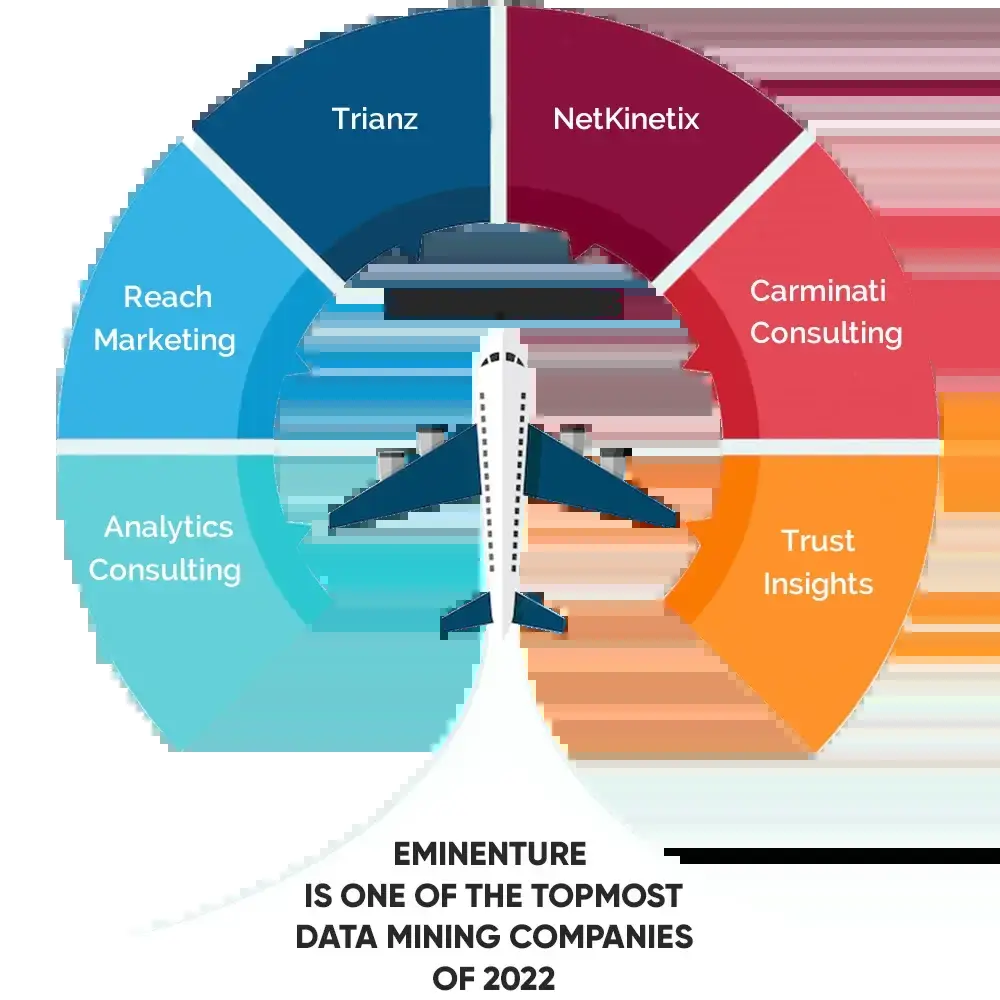 Trianz
NetKinetix
Reach
Marketing
Carminati
Consulting
Analytics
Consulting
Trust
Insights
EMINENTURE
IS ONE OF THE TOPMOST
DATA MINING COMPANIES
OF 2022